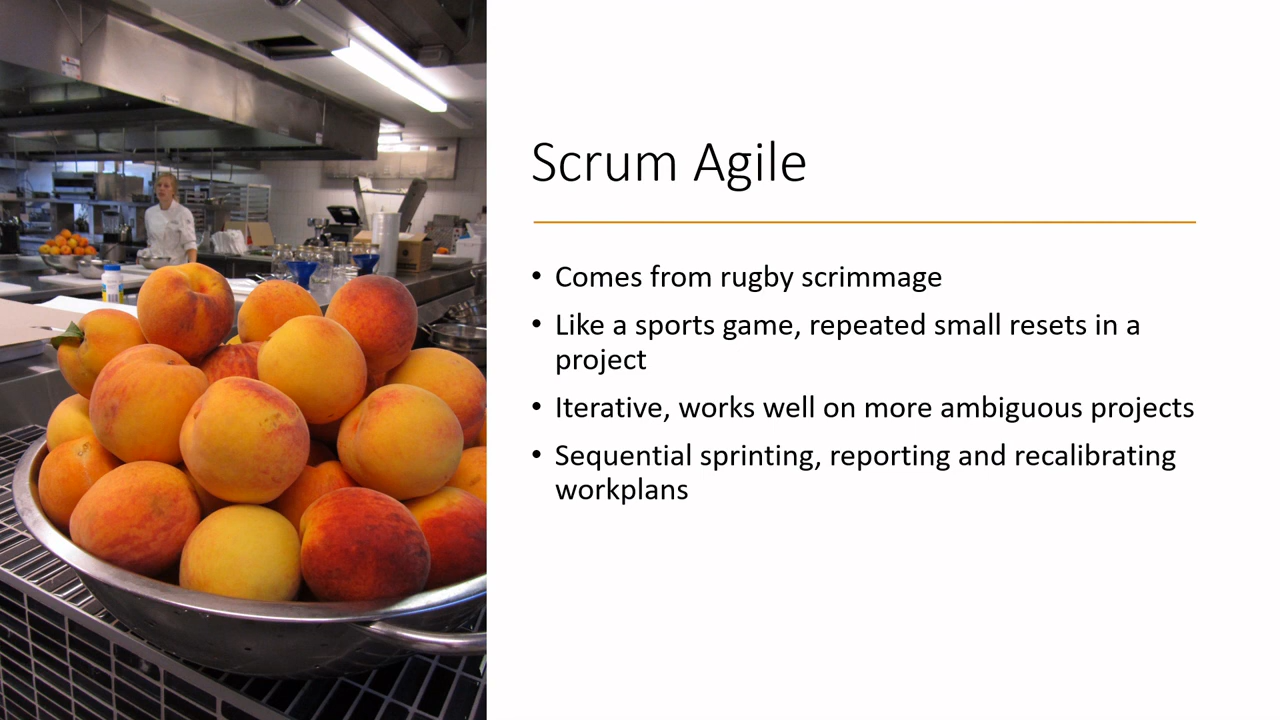 Scrum Agile
• Comes from rugby scrimmage
• Like a sports game, repeated small resets in a
project
• Iterative, works well on more ambiguous projects
• Sequential sprinting, reporting and recalibrating
workplans